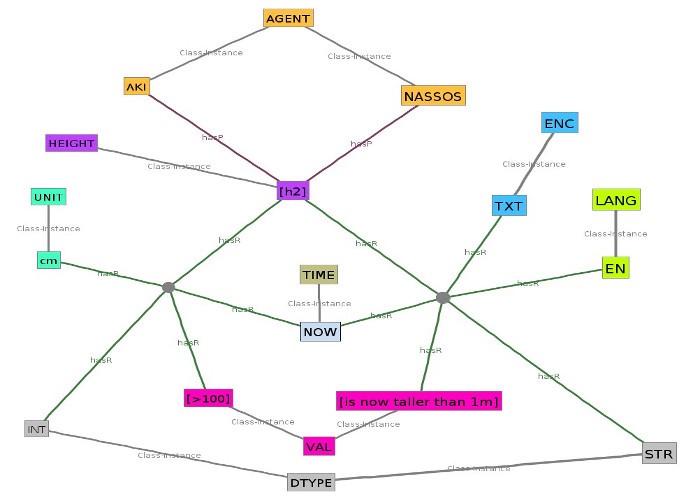 AGENT
Class-Instance
Class-Instance
AKI
NASSOS
ENC
HEIGHT
hasP
hasP
Class-Instance
Class-Instance
[h2]
UNIT
TXT
LANG
Class-Instance
Class-Instance
hasR
hasR
hasR
cm
EN
hasR
TIME
hasR
Class-Instance
hasR
hasR
NOW
hasR
hasR
hasR
hasR
[>100]
[is now taller than 1m]
Class-Instance
Class-Instance
INT
VAL
Class-Instance
STR
Class-Instance
DTYPE